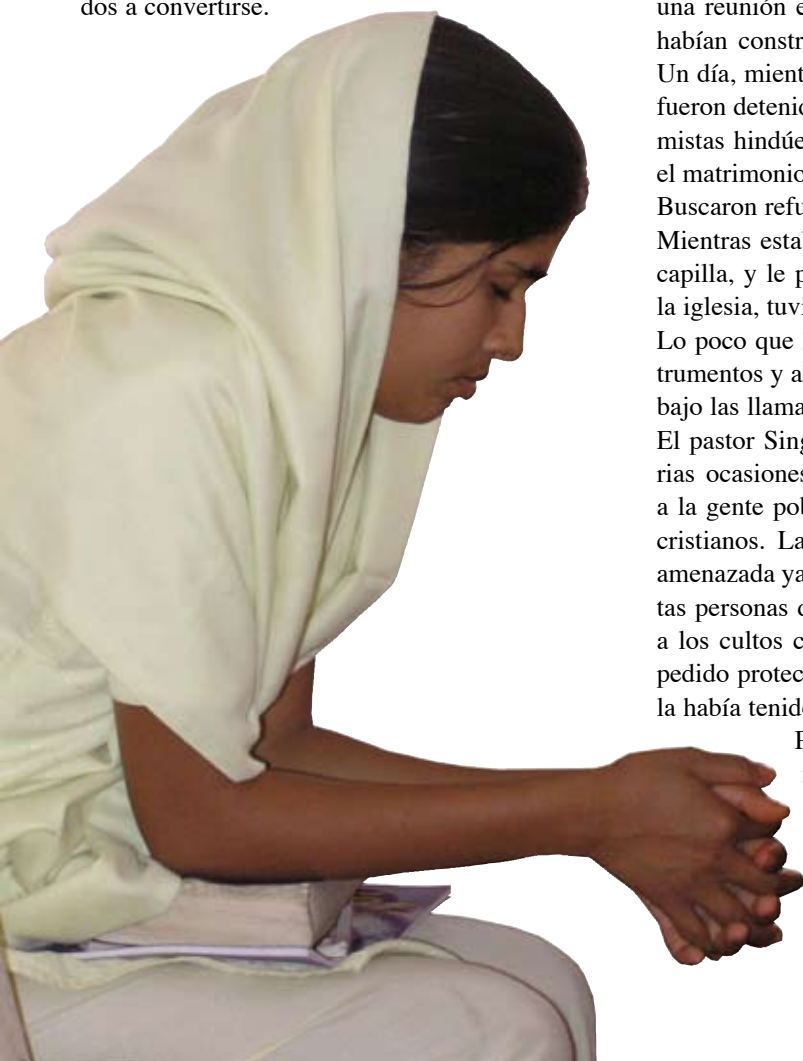 dos a convertirse.
una reunión e
habían constr
Un día, mient
fueron detenid
mistas hindúe
el matrimonio
Buscaron refu
Mientras esta
capilla, y le p
la iglesia, tuvi
Lo poco que
trumentos y a
bajo las llama
El pastor Sing
rias ocasiones
a la gente pob
cristianos. La
amenazada ya
tas personas
a los cultos c
pedido protec
la había tenid